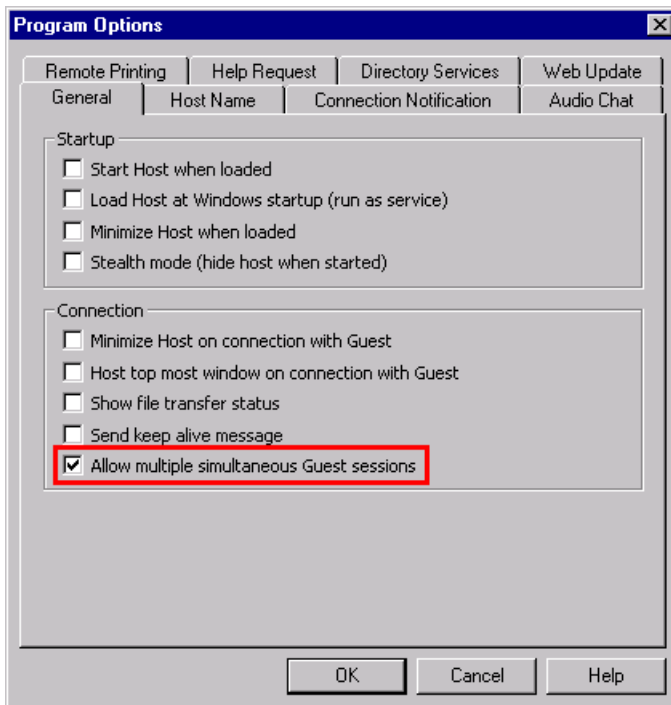 Program Options
Remote Printing Help Request Directory Services Web Update
General Host Name Connection Notification Audio Chat
Startup
Start Host when loaded
Load Host at Windows startup (run as service)
Minimize Host when loaded
Stealth mode (hide host when started)
Connection
Minimize Host on connection with Guest
Host top most window on connection with Guest
Show file transfer status
Send keep alive message
Allow multiple simultaneous Guest sessions
OK Cancel Help